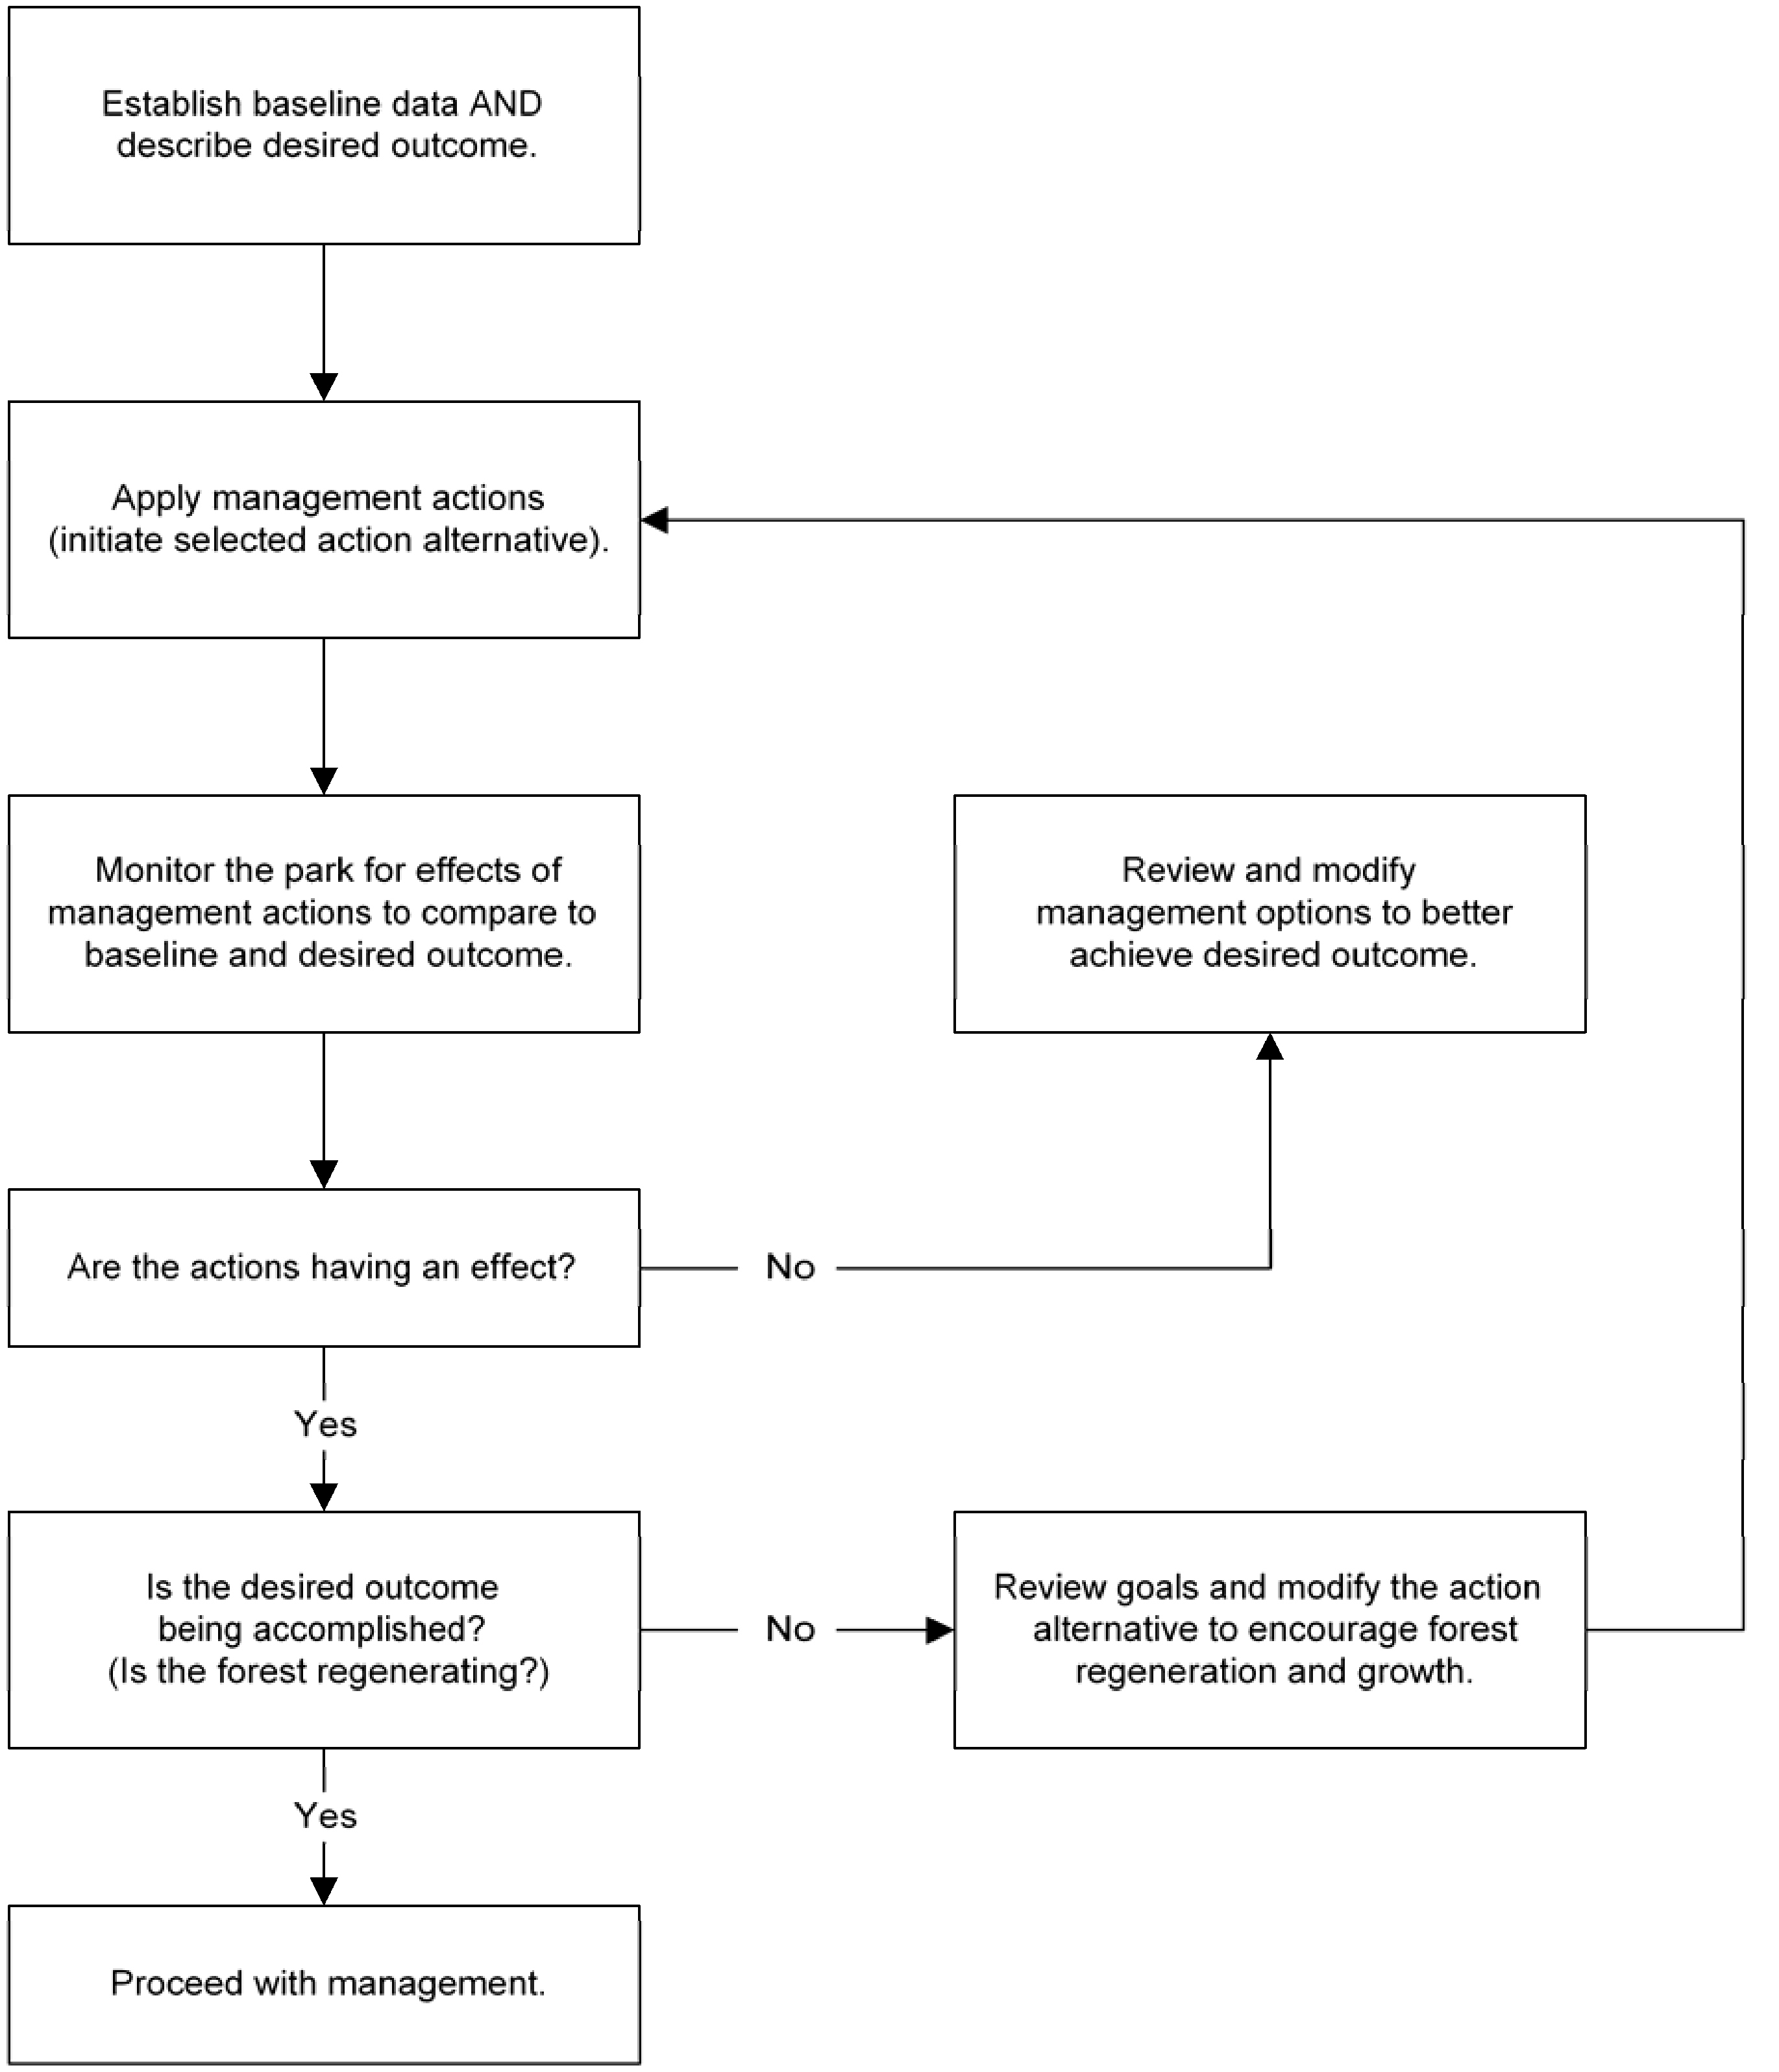 Establish baseline data AND
describe desired outcome.
Apply management actions
(initiate selected action alternative).
Monitor the park for effects of
management actions to compare to
baseline and desired outcome.
Review and modify
management options to better
achieve desired outcome.
Are the actions having an effect?
No
Yes
Is the desired outcome
being accomplished?
(Is the forest regenerating?)
No
Review goals and modify the action
alternative to encourage forest
regeneration and growth.
Yes
Proceed with management.